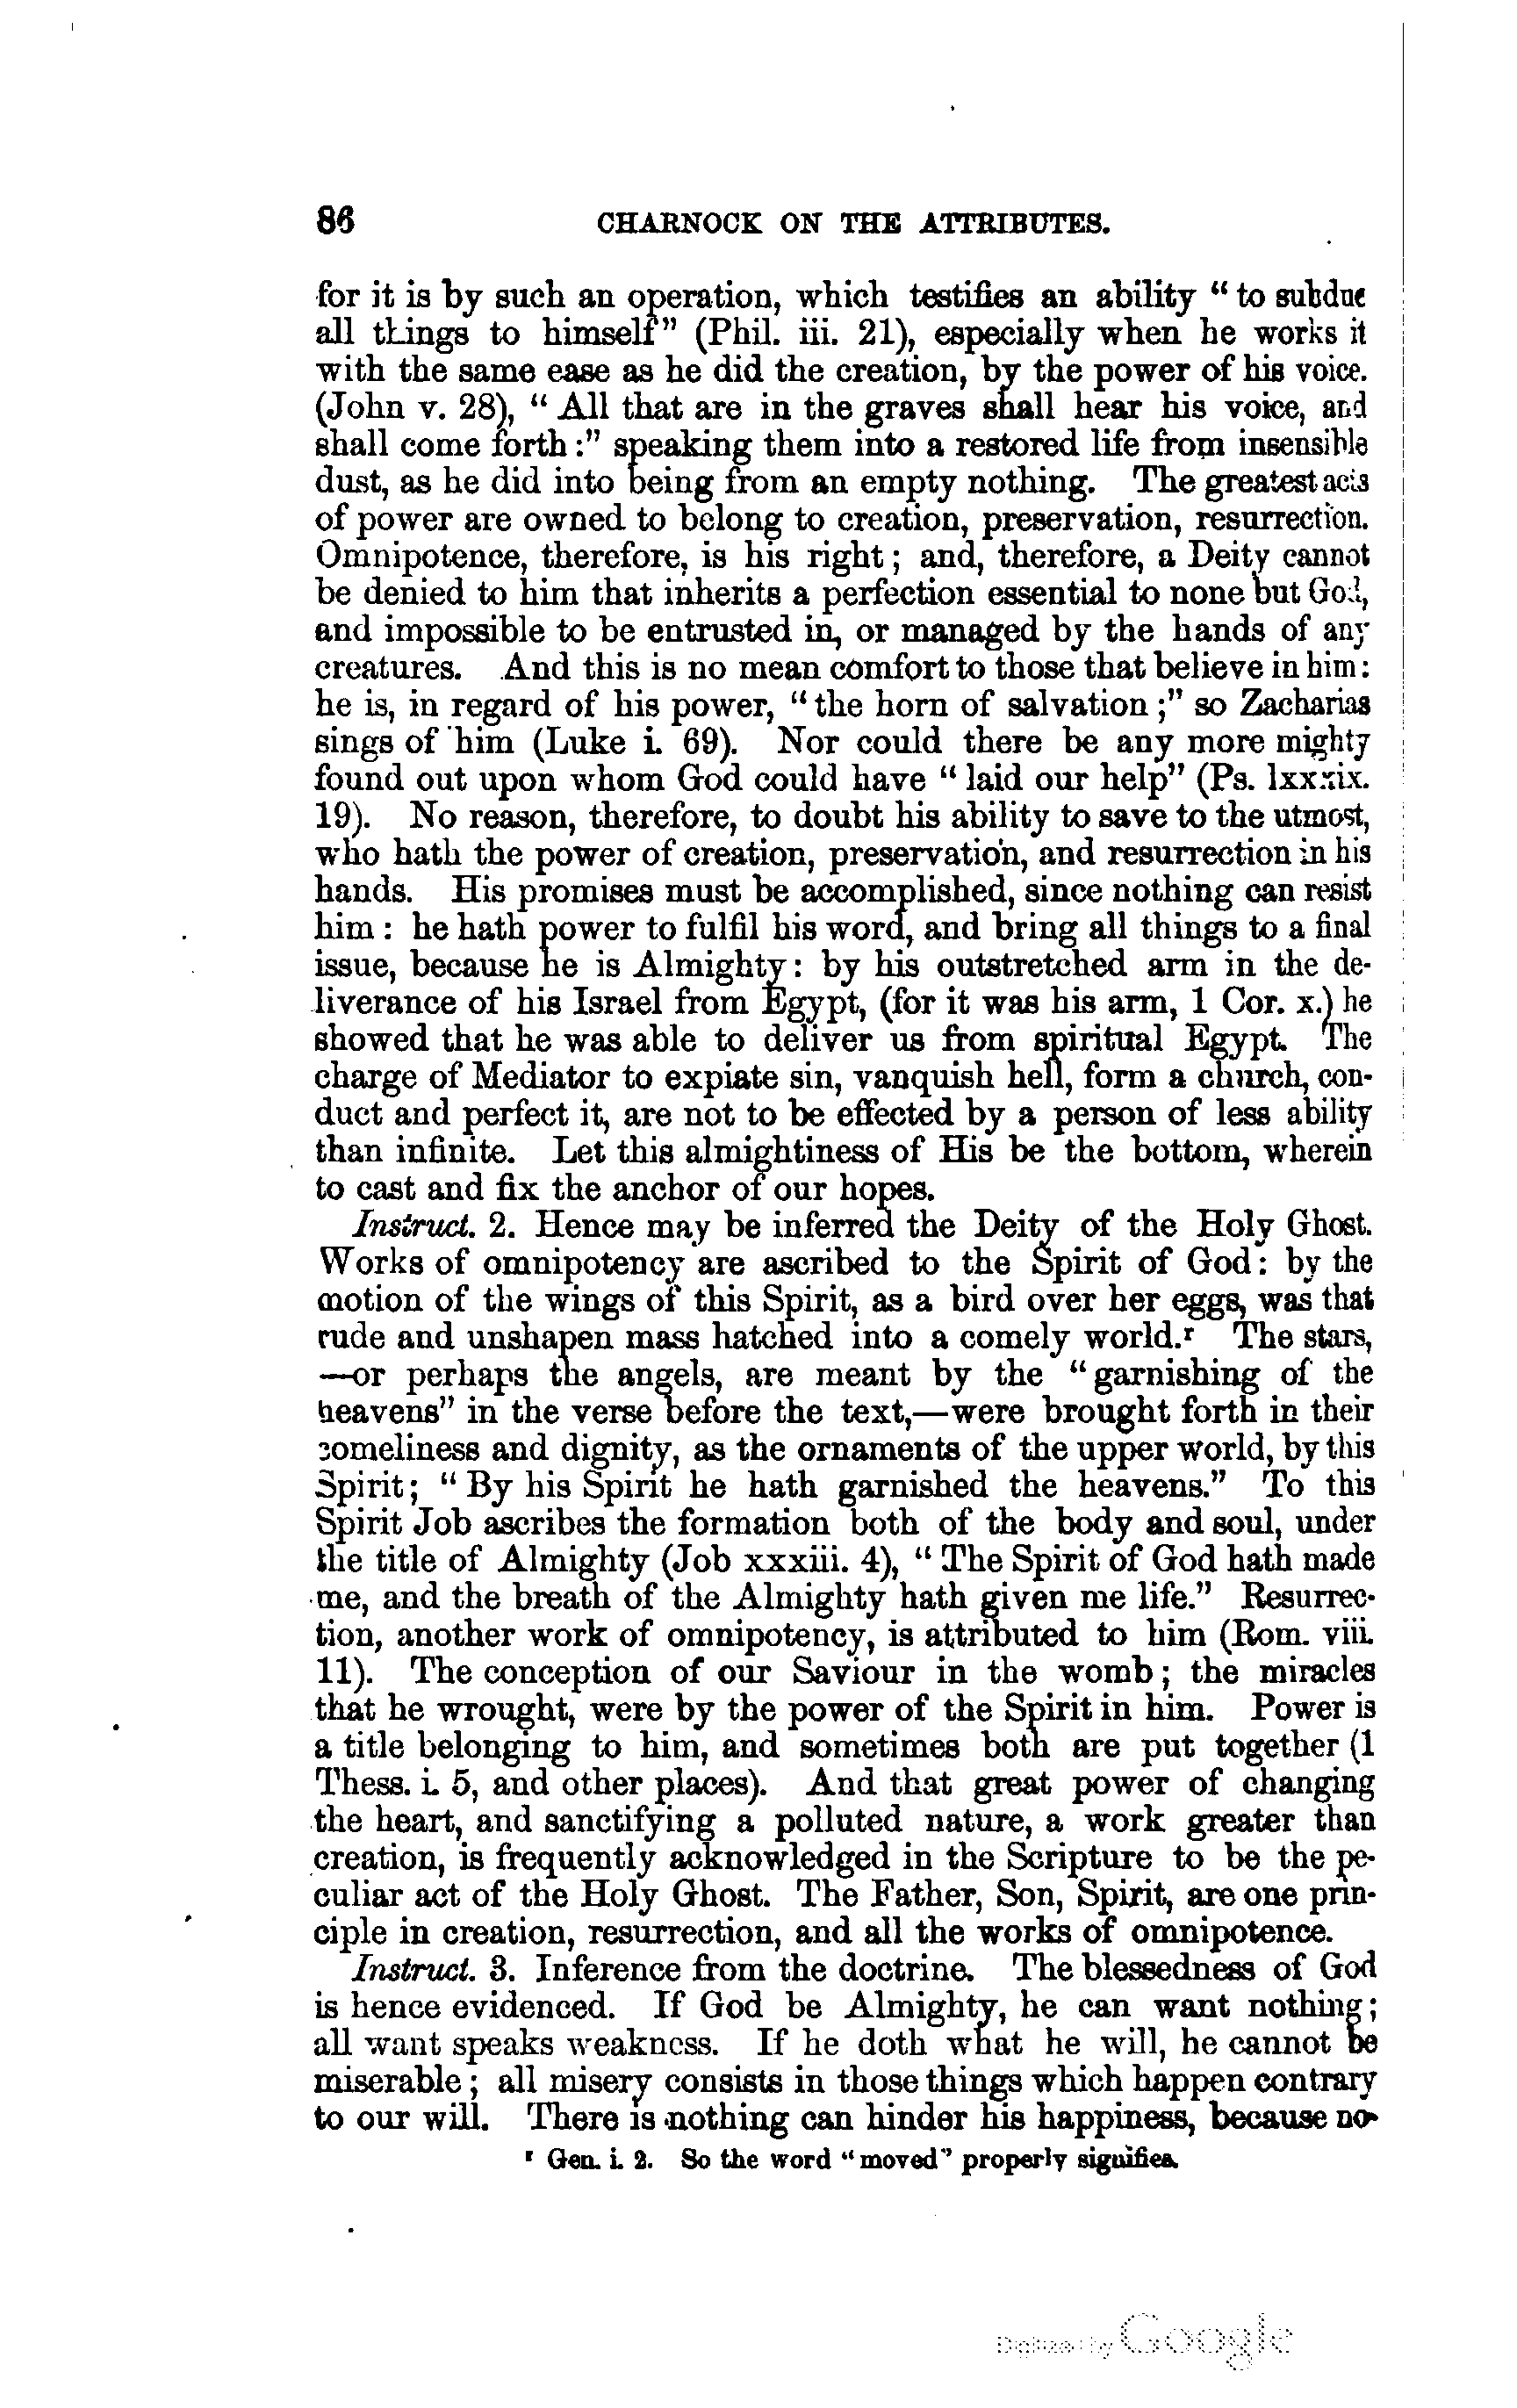 86 CHARNOCK ON THE ATTRIBUTES.
for it is by such an operation, which testifies an ability “to subdue
all things to himself” (Phil. iii. 21), especially when he works it
with the same ease as he did the creation, by the power of his voice.
(John v. 28), “All that are in the graves shall hear his voice, and
shall come forth:” speaking them into a restored life from insensible
dust, as he did into being from an empty nothing. The greatest acts
of power are owned to belong to creation, preservation, resurrection.
Omnipotence, therefore, is his right; and, therefore, a Deity cannot
be denied to him that inherits a perfection essential to none but God,
and impossible to be entrusted in, or managed by the hands of any
creatures. And this is no mean comfort to those that believe in him:
he is, in regard of his power, “the horn of salvation;” so Zacharias
sings of him (Luke i. 69). Nor could there be any more mighty
found out upon whom God could have “laid our help” (Ps. lxxxix.
19). No reason, therefore, to doubt his ability to save to the utmost,
who hath the power of creation, preservation, and resurrection in his
hands. His promises must be accomplished, since nothing can resist
him: he hath power to fulfil his word, and bring all things to a final
issue, because he is Almighty: by his outstretched arm in the de-
liverance of his Israel from Egypt, (for it was his arm, 1 Cor. x.) he
showed that he was able to deliver us from spiritual Egypt. The
charge of Mediator to expiate sin, vanquish hell, form a church, con-
duct and perfect it, are not to be effected by a person of less ability
than infinite. Let this almightiness of His be the bottom, wherein
to cast and fix the anchor of our hopes.
Instruct. 2. Hence may be inferred the Deity of the Holy Ghost.
Works of omnipotency are ascribed to the Spirit of God: by the
motion of the wings of this Spirit, as a bird over her eggs, was that
rude and unshapen mass hatched into a comely world.r The stars,
—or perhaps the angels, are meant by the “garnishing of the
heavens” in the verse before the text,—were brought forth in their
comeliness and dignity, as the ornaments of the upper world, by this
Spirit; “By his Spirit he hath garnished the heavens.” To this
Spirit Job ascribes the formation both of the body and soul, under
the title of Almighty (Job xxxiii. 4), “The Spirit of God hath made
me, and the breath of the Almighty hath given me life.” Resurrec-
tion, another work of omnipotency, is attributed to him (Rom. viii.
11). The conception of our Saviour in the womb; the miracles
that he wrought, were by the power of the Spirit in him. Power is
a title belonging to him, and sometimes both are put together (1
Thess. i. 5, and other places). And that great power of changing
the heart, and sanctifying a polluted nature, a work greater than
creation, is frequently acknowledged in the Scripture to be the pe-
culiar act of the Holy Ghost. The Father, Son, Spirit, are one prin-
ciple in creation, resurrection, and all the works of omnipotence.
Instruct. 3. Inference from the doctrine. The blessedness of God
is hence evidenced. If God be Almighty, he can want nothing;
all want speaks weakness. If he doth what he will, he cannot be
miserable; all misery consists in those things which happen contrary
to our will. There is nothing can hinder his happiness, because no-
r Gen. i. 2. So the word “moved” properly signifies.
Digitized by Google